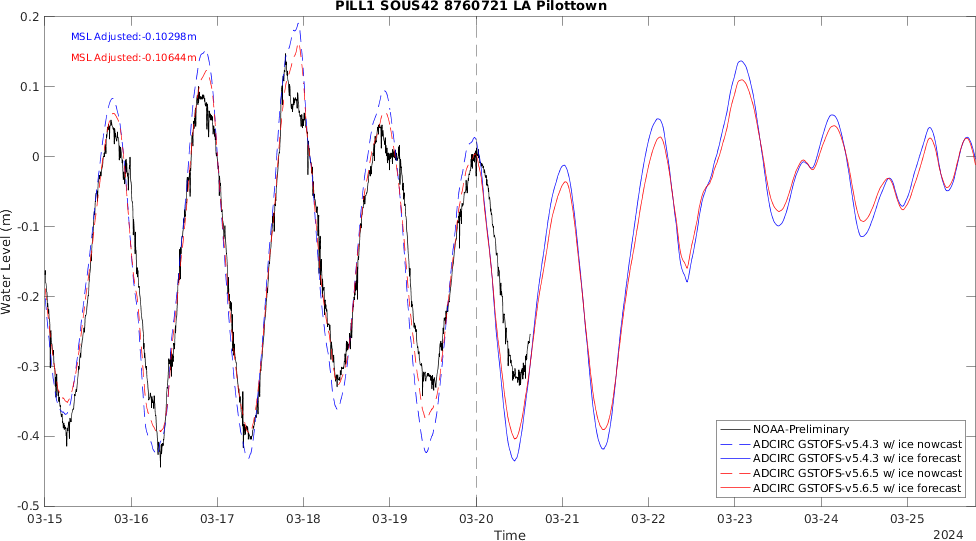 PILL1 SOUS42 8760721 LA Pilottown
MSL Adjusted:-0.10298m
MSL Adjusted:-0.10644m
0.2
0.1
0
-0.1
-0.2
-0.3
-0.4
-0.5
Water Level (m)
NOAA-Preliminary
ADCIRC GSTOFS-v5.4.3 w/ ice nowcast
ADCIRC GSTOFS-v5.4.3 w/ ice forecast
ADCIRC GSTOFS-v5.6.5 w/ ice nowcast
ADCIRC GSTOFS-v5.6.5 w/ ice forecast
03-15 03-16 03-17 03-18 03-19 03-20 03-21 03-22 03-23 03-24 03-25
Time
2024